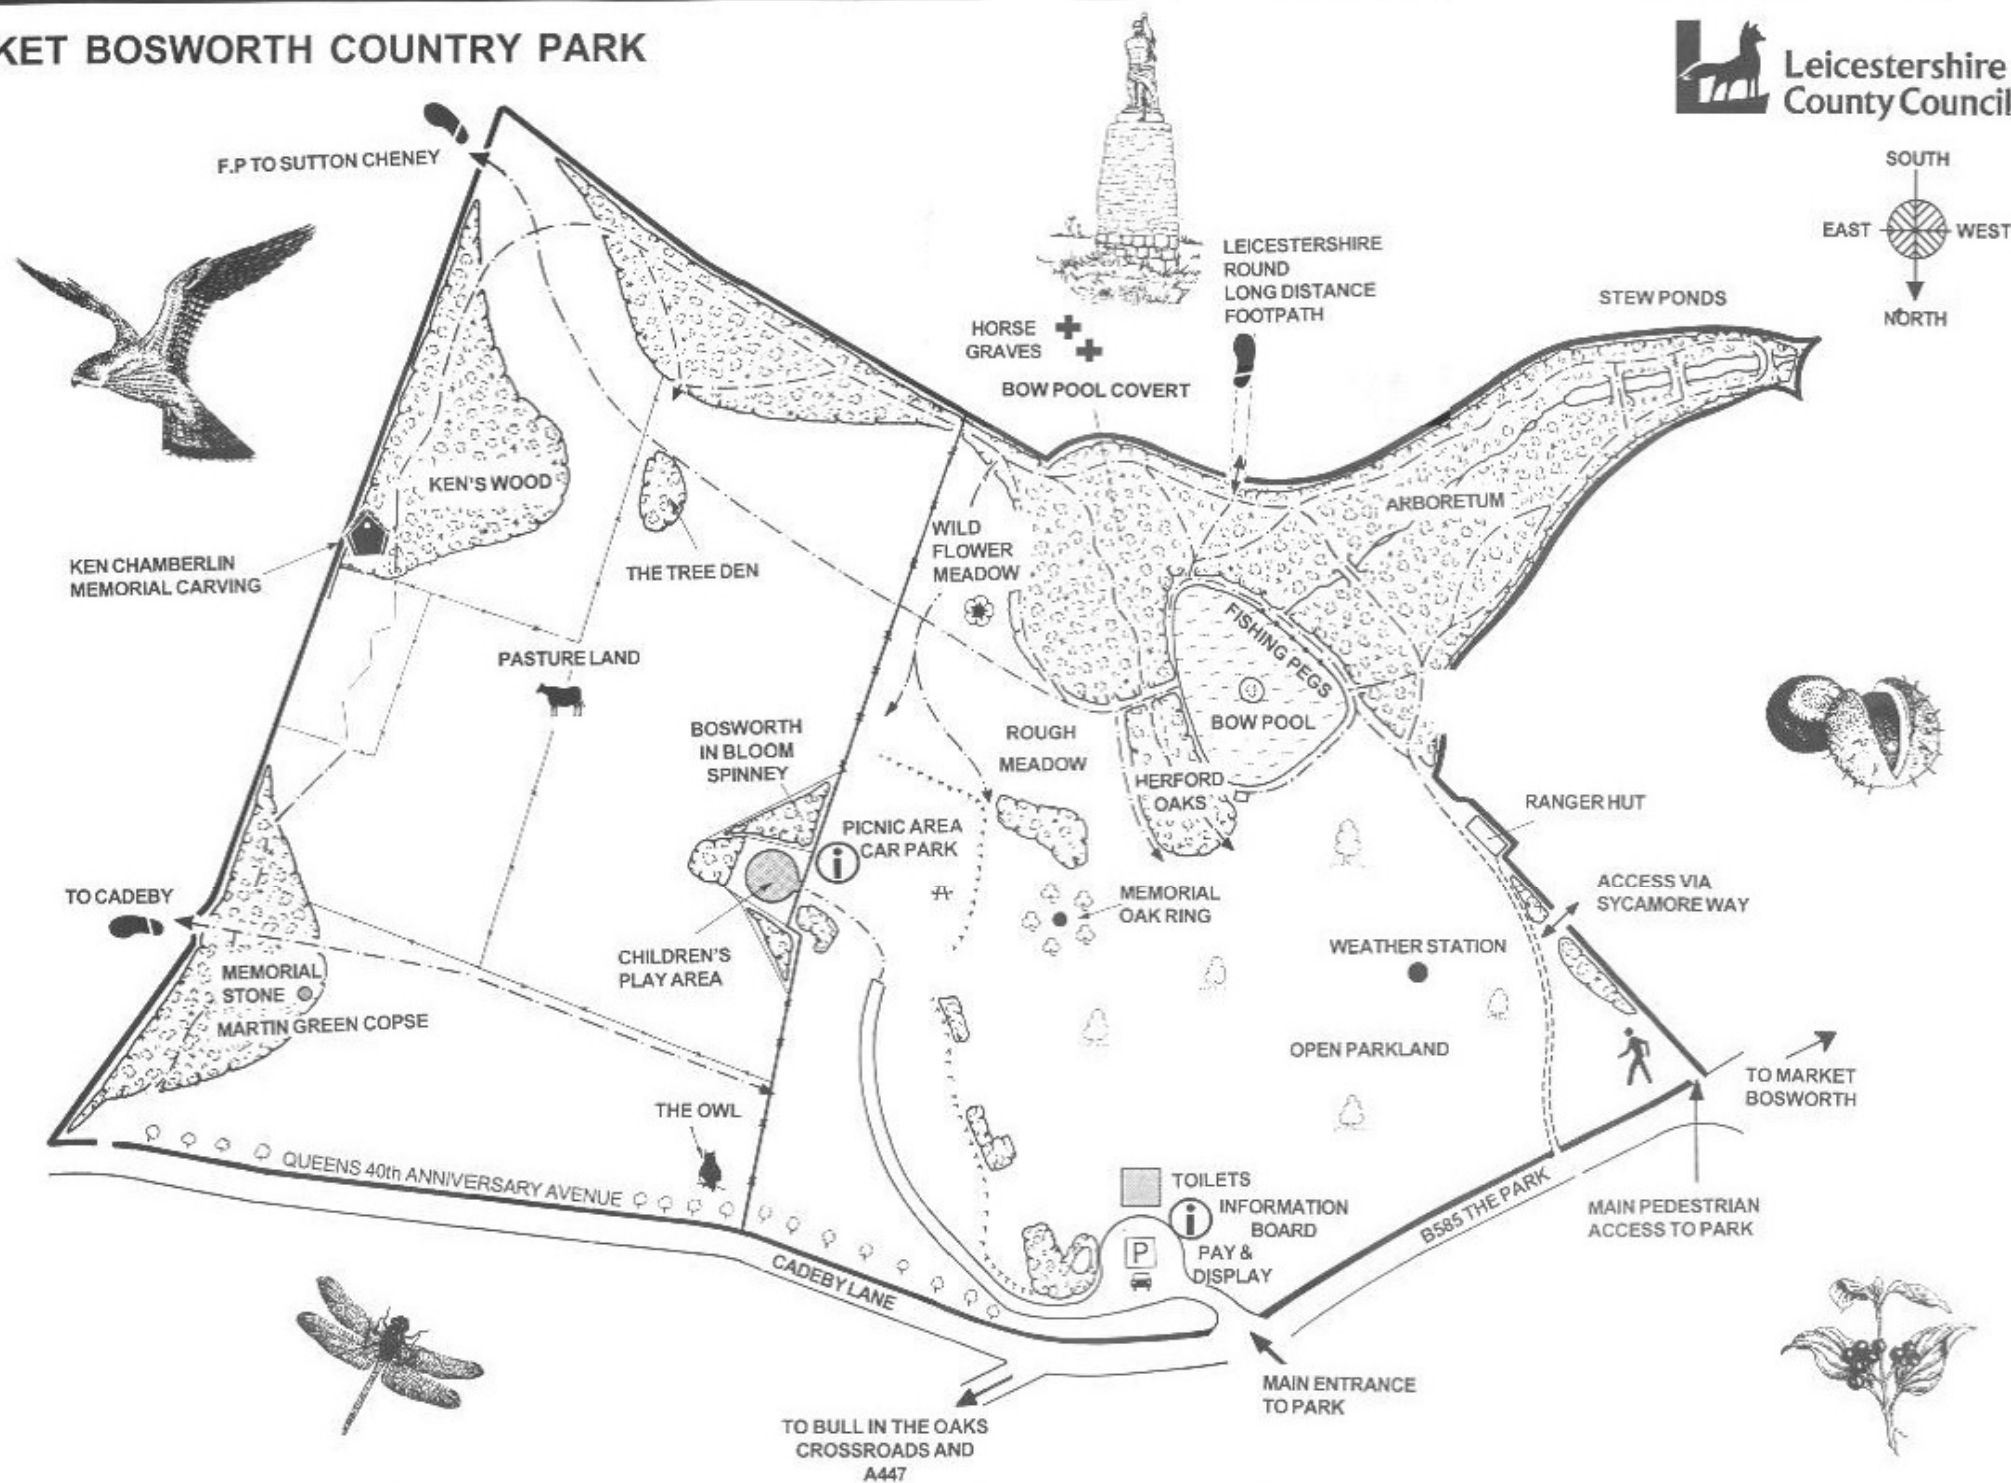 KET BOSWORTH COUNTRY PARK
Leicestershire
County Council
SOUTH
EAST
WEST
NORTH
F.P TO SUTTON CHENEY
LEICESTERSHIRE
ROUND
LONG DISTANCE
FOOTPATH
HORSE
GRAVES
BOW POOL COVERT
STEW PONDS
KEN'S WOOD
ARBORETUM
KEN CHAMBERLIN
MEMORIAL CARVING
THE TREE DEN
WILD
FLOWER
MEADOW
FISHING PEGS
PASTURE LAND
BOW POOL
BOSWORTH
IN BLOOM
SPINNEY
ROUGH
MEADOW
HERFORD
OAKS
RANGER HUT
PICNIC AREA
CAR PARK
i
TO CADEBY
MEMORIAL
OAK RING
ACCESS VIA
SYCAMORE WAY
CHILDREN'S
PLAY AREA
WEATHER STATION
MEMORIAL
STONE
MARTIN GREEN COPSE
OPEN PARKLAND
THE OWL
TO MARKET
BOSWORTH
QUEENS 40th ANNIVERSARY AVENUE
TOILETS
i
INFORMATION
BOARD
P
PAY &
DISPLAY
B585 THE PARK
MAIN PEDESTRIAN
ACCESS TO PARK
CADEBY LANE
MAIN ENTRANCE
TO PARK
TO BULL IN THE OAKS
CROSSROADS AND
A447